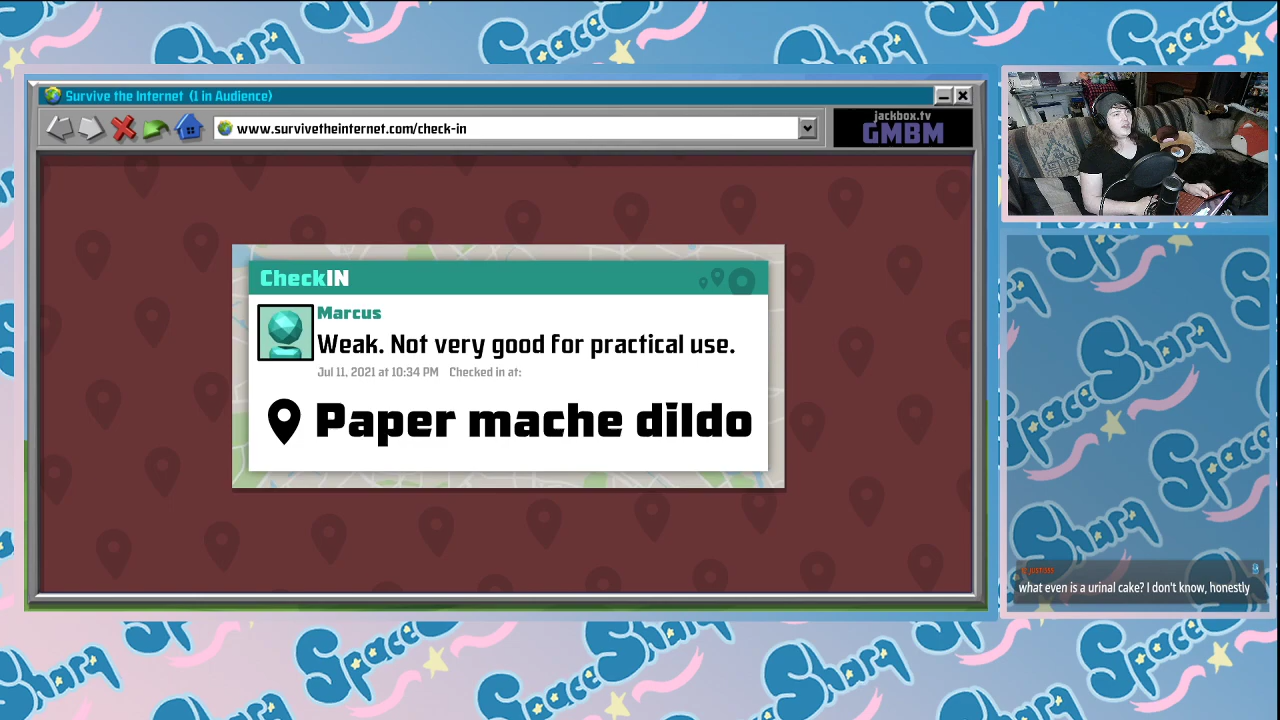 Space Sharq
Survive the Internet (1 in Audience)
www.survivetheinternet.com/check-in
jackbox.tv
GMBM
CheckIN
Marcus
Weak. Not very good for practical use.
Jul 11, 2021 at 10:34 PM Checked in at:
Paper mache dildo
what even is a urinal cake? I don't know, honestly